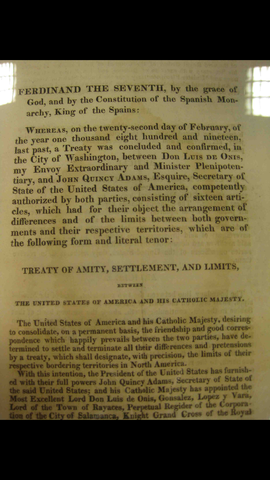 FERDINAND THE SEVENTH, by the grace of
God, and by the Constitution of the Spanish Mon-
archy, King of the Spains:
WHEREAS, on the twenty-second day of February, of
the year one thousand eight hundred and nineteen,
last past, a Treaty was concluded and confirmed, in
the City of Washington, between DON LUIS DE ONIS,
my Envoy Extraordinary and Minister Plenipoten-
tiary, and JOHN QUINCY ADAMS, Esquire, Secretary of
State of the United States of America, competently
authorized by both parties, consisting of sixteen arti-
cles, which had for their object the arrangement of
differences and of the limits between both govern-
ments and their respective territories, which are of
the following form and literal tenor:
TREATY OF AMITY, SETTLEMENT, AND LIMITS,
BETWEEN
THE UNITED STATES OF AMERICA AND HIS CATHOLIC MAJESTY.
The United States of America and his Catholic Majesty, desiring
to consolidate, on a permanent basis, the friendship and good corres-
pondence which happily prevails between the two parties, have de-
termined to settle and terminate all their differences and pretensions
by a treaty, which shall designate, with precision, the limits of their
respective bordering territories in North America.
With this intention, the President of the United States has furnish-
ed with their full powers John Quincy Adams, Secretary of State of
the said United States; and his Catholic Majesty has appointed the
Most Excellent Lord Don Luis de Onis, Gonzalez, Lopez y Vara,
Lord of the Town of Rayaces, Perpetual Regider of the Corpora-
tion of the City of Salamanca, Knight Grand Cross of the Royal